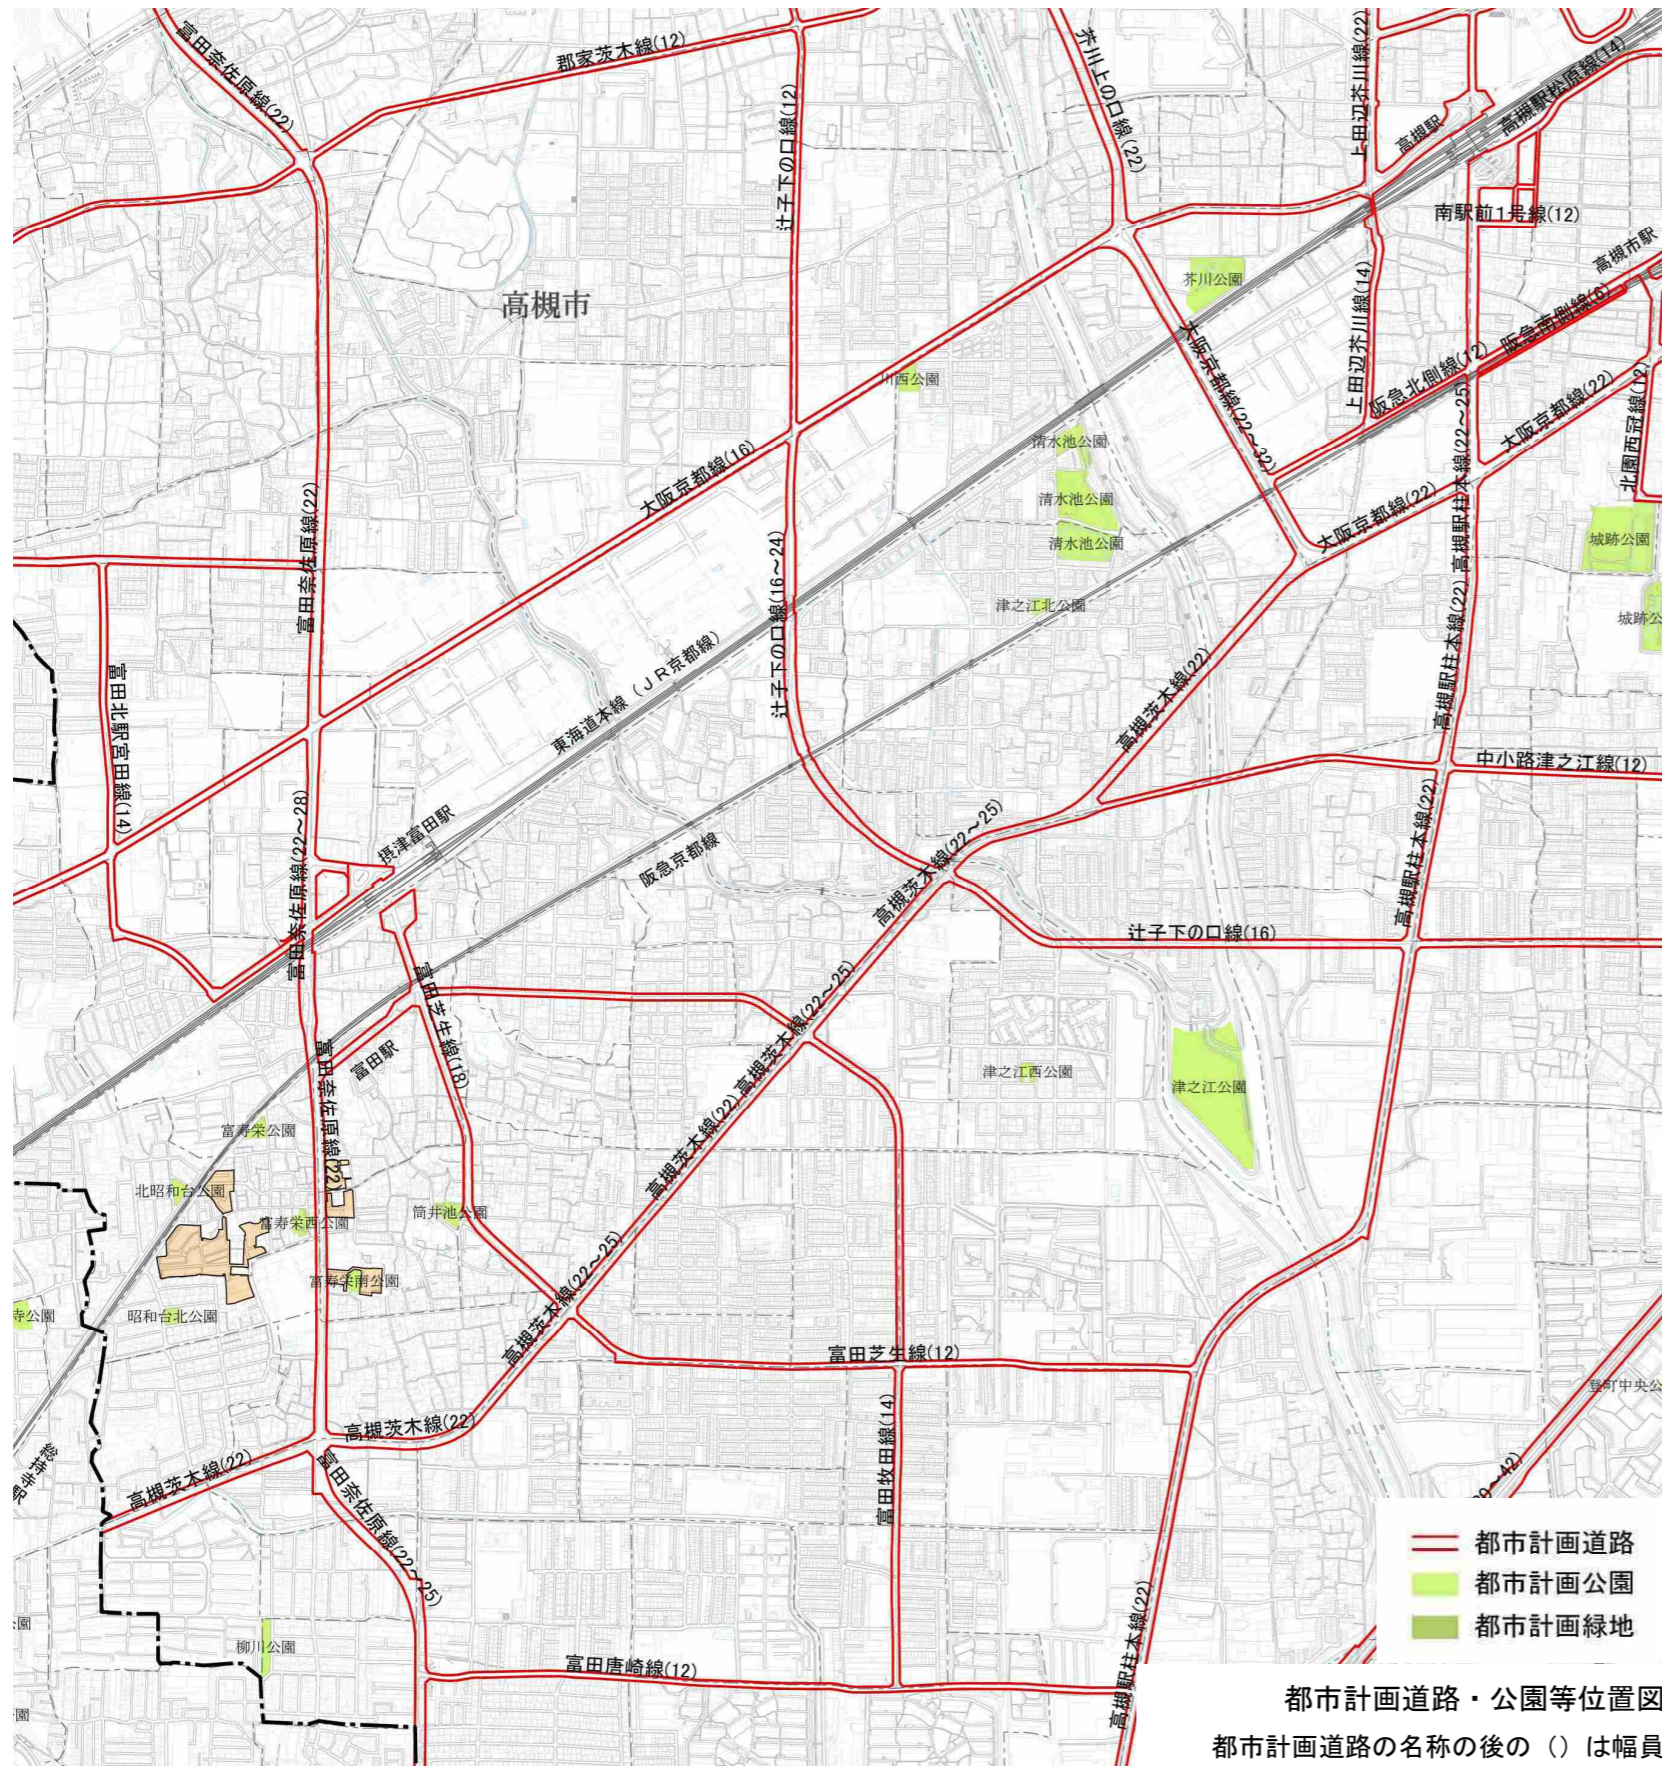 富田奈佐原線(22)
郡家茨木線(12)
辻子下の口線(12)
芥川上の口線(22)
上田辺芥川線(22)
高槻駅
高槻駅松原線(14)
南駅前1号線(12)
高槻市駅
高槻市
芥川公園
大阪京都線(22~32)
上田辺芥川線(14)
阪急北側線(12)
阪急南側線(6)
川西公園
大阪京都線(22)
北園西冠線(12)
高槻駅柱本線(22~25)
清水池公園
清水池公園
清水池公園
大阪京都線(16)
大阪京都線(22)
城跡公園
富田奈佐原線(22)
辻子下の口線(16~24)
津之江北公園
城跡公
高槻駅柱本線(22)
富田北駅宮田線(14)
東海道本線(JR京都線)
高槻茨木線(22)
中小路津之江線(12)
富田奈佐原線(22~28)
摂津富田駅
阪急京都線
高槻茨木線(22~25)
高槻駅柱本線(22)
辻子下の口線(16)
富田芝生線(18)
高槻茨木線(22~25)
富田駅
富田奈佐原線(22)
津之江西公園
津之江公園
高槻茨木線(22)
富寿栄公園
北昭和台公園
富寿栄西公園
筒井池公園
富寿栄南公園
高槻茨木線(22~25)
寺公園
昭和台北公園
富田芝生線(12)
登町中央公
高槻茨木線(22)
富田牧田線(14)
総持寺駅
高槻茨木線(22)
富田奈佐原線(22~25)
~42)
都市計画道路
都市計画公園
都市計画緑地
公園
柳川公園
富田唐崎線(12)
高槻駅柱本線(22)
園
都市計画道路・公園等位置図
都市計画道路の名称の後の()は幅員